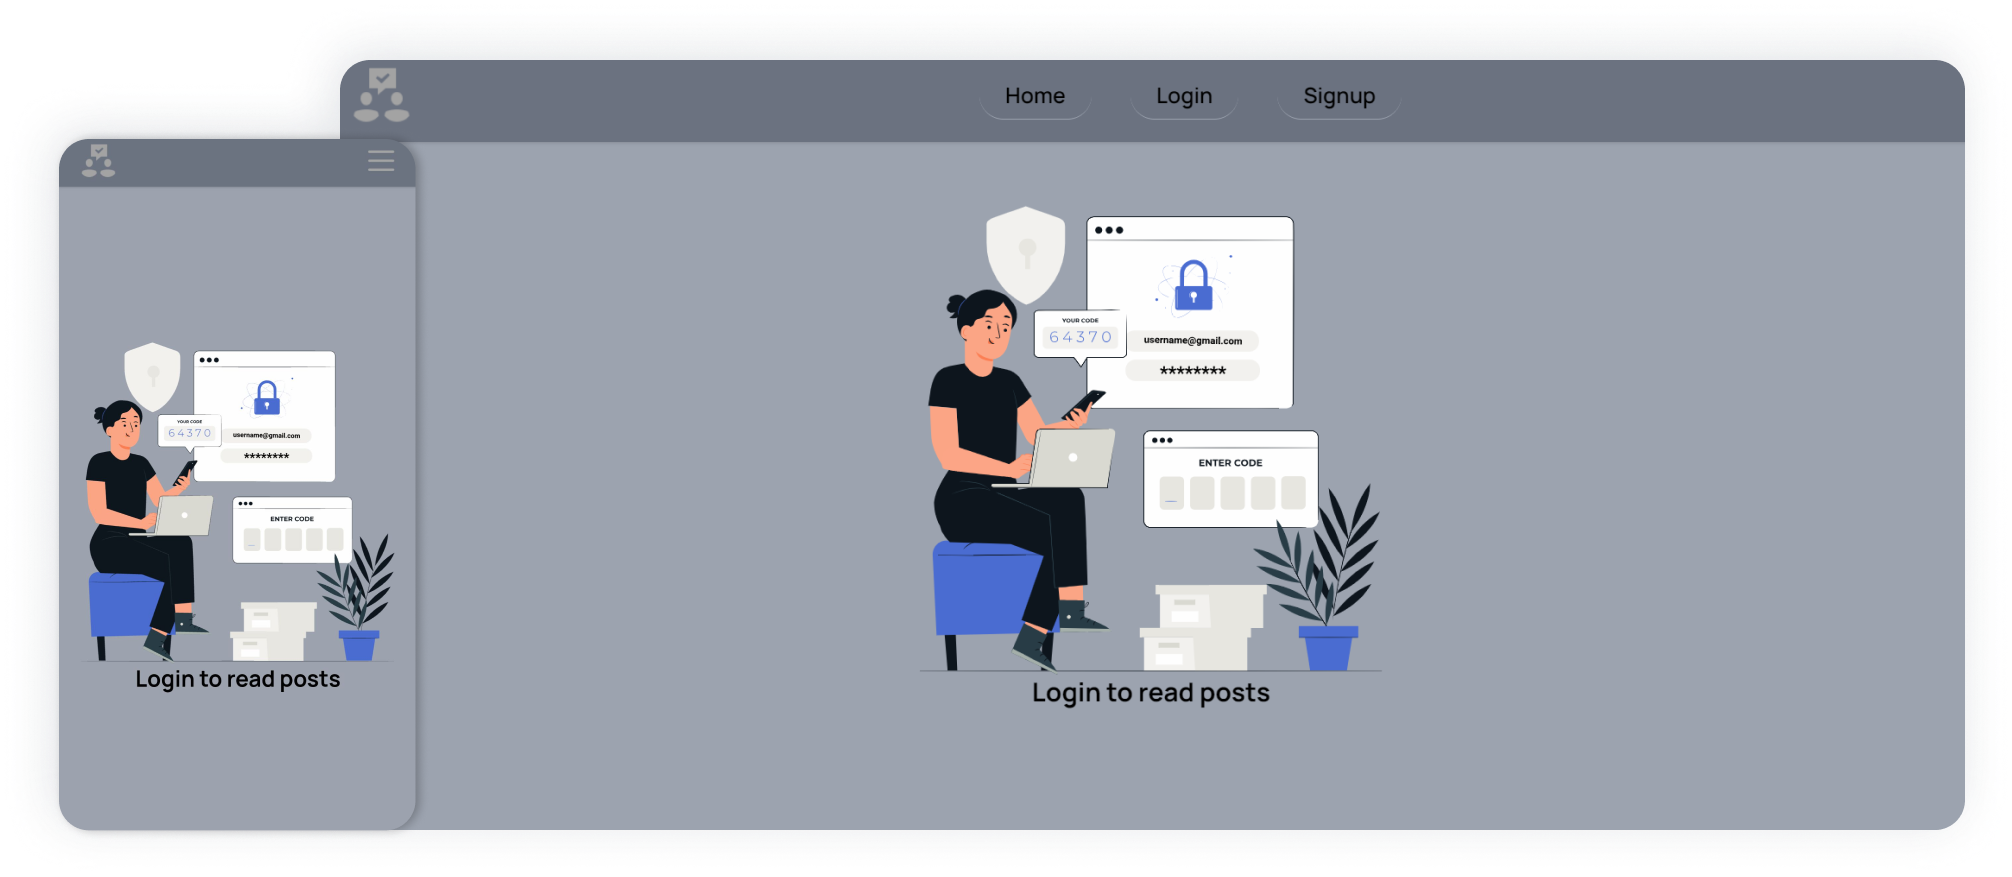 Home Login Signup
YOUR CODE
64370
username@gmail.com
********
ENTER CODE
Login to read posts
YOUR CODE
64370
username@gmail.com
********
ENTER CODE
Login to read posts